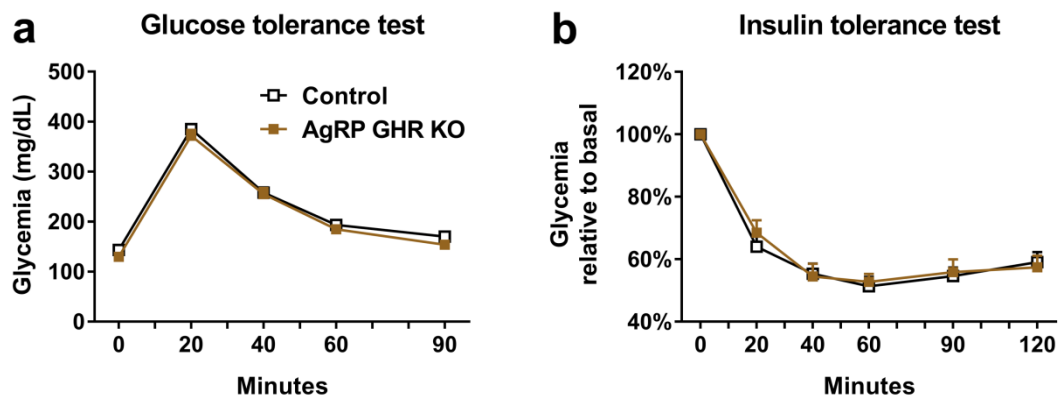 a
Glucose tolerance test
Glycemia (mg/dL)
500
400
300
200
100
0
Control
AgRP GHR KO
0 20 40 60 90
Minutes
b
Insulin tolerance test
Glycemia
relative to basal
120%
100%
80%
60%
40%
0 20 40 60 90 120
Minutes